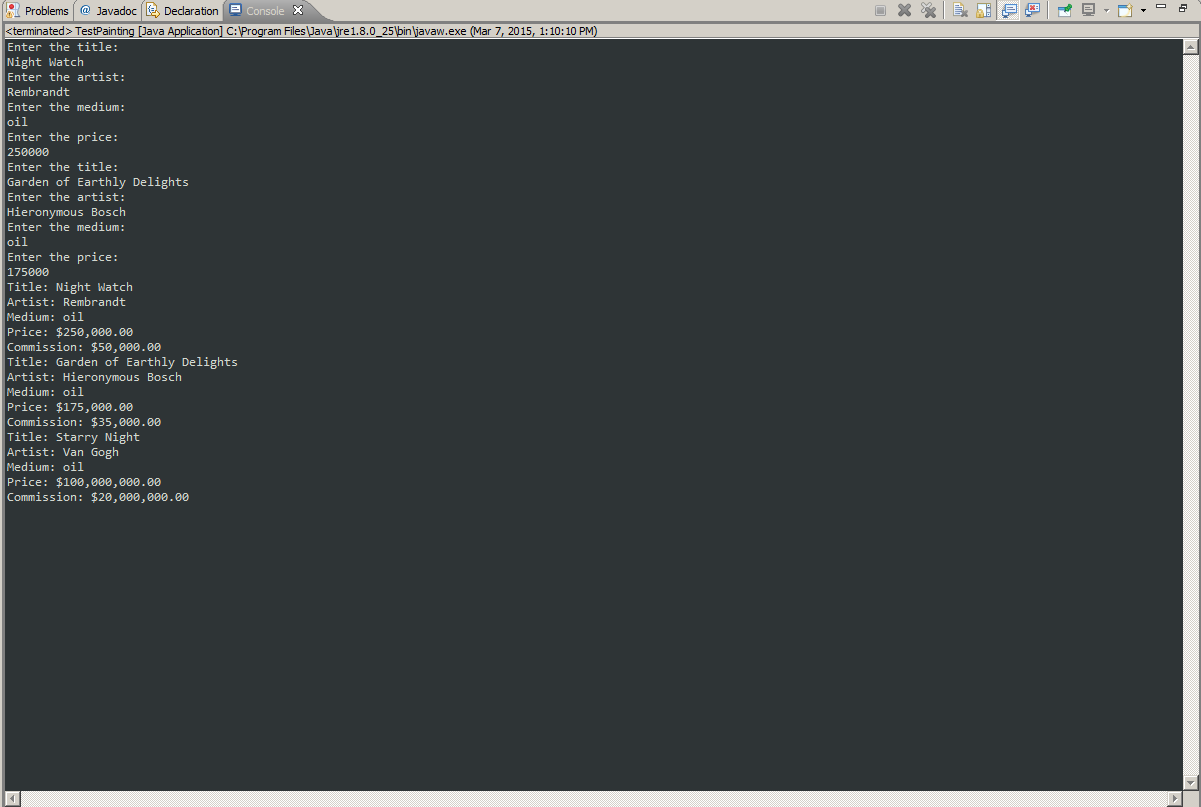 Problems @ Javadoc Declaration Console
<terminated> TestPainting [Java Application] C:\Program Files\Java\jre1.8.0_25\bin\javaw.exe (Mar 7, 2015, 1:10:10 PM)
Enter the title:
Night Watch
Enter the artist:
Rembrandt
Enter the medium:
oil
Enter the price:
250000
Enter the title:
Garden of Earthly Delights
Enter the artist:
Hieronymous Bosch
Enter the medium:
oil
Enter the price:
175000
Title: Night Watch
Artist: Rembrandt
Medium: oil
Price: $250,000.00
Commission: $50,000.00
Title: Garden of Earthly Delights
Artist: Hieronymous Bosch
Medium: oil
Price: $175,000.00
Commission: $35,000.00
Title: Starry Night
Artist: Van Gogh
Medium: oil
Price: $100,000,000.00
Commission: $20,000,000.00